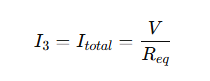 $I_3 = I_{total} = \frac{V}{R_{eq}}$